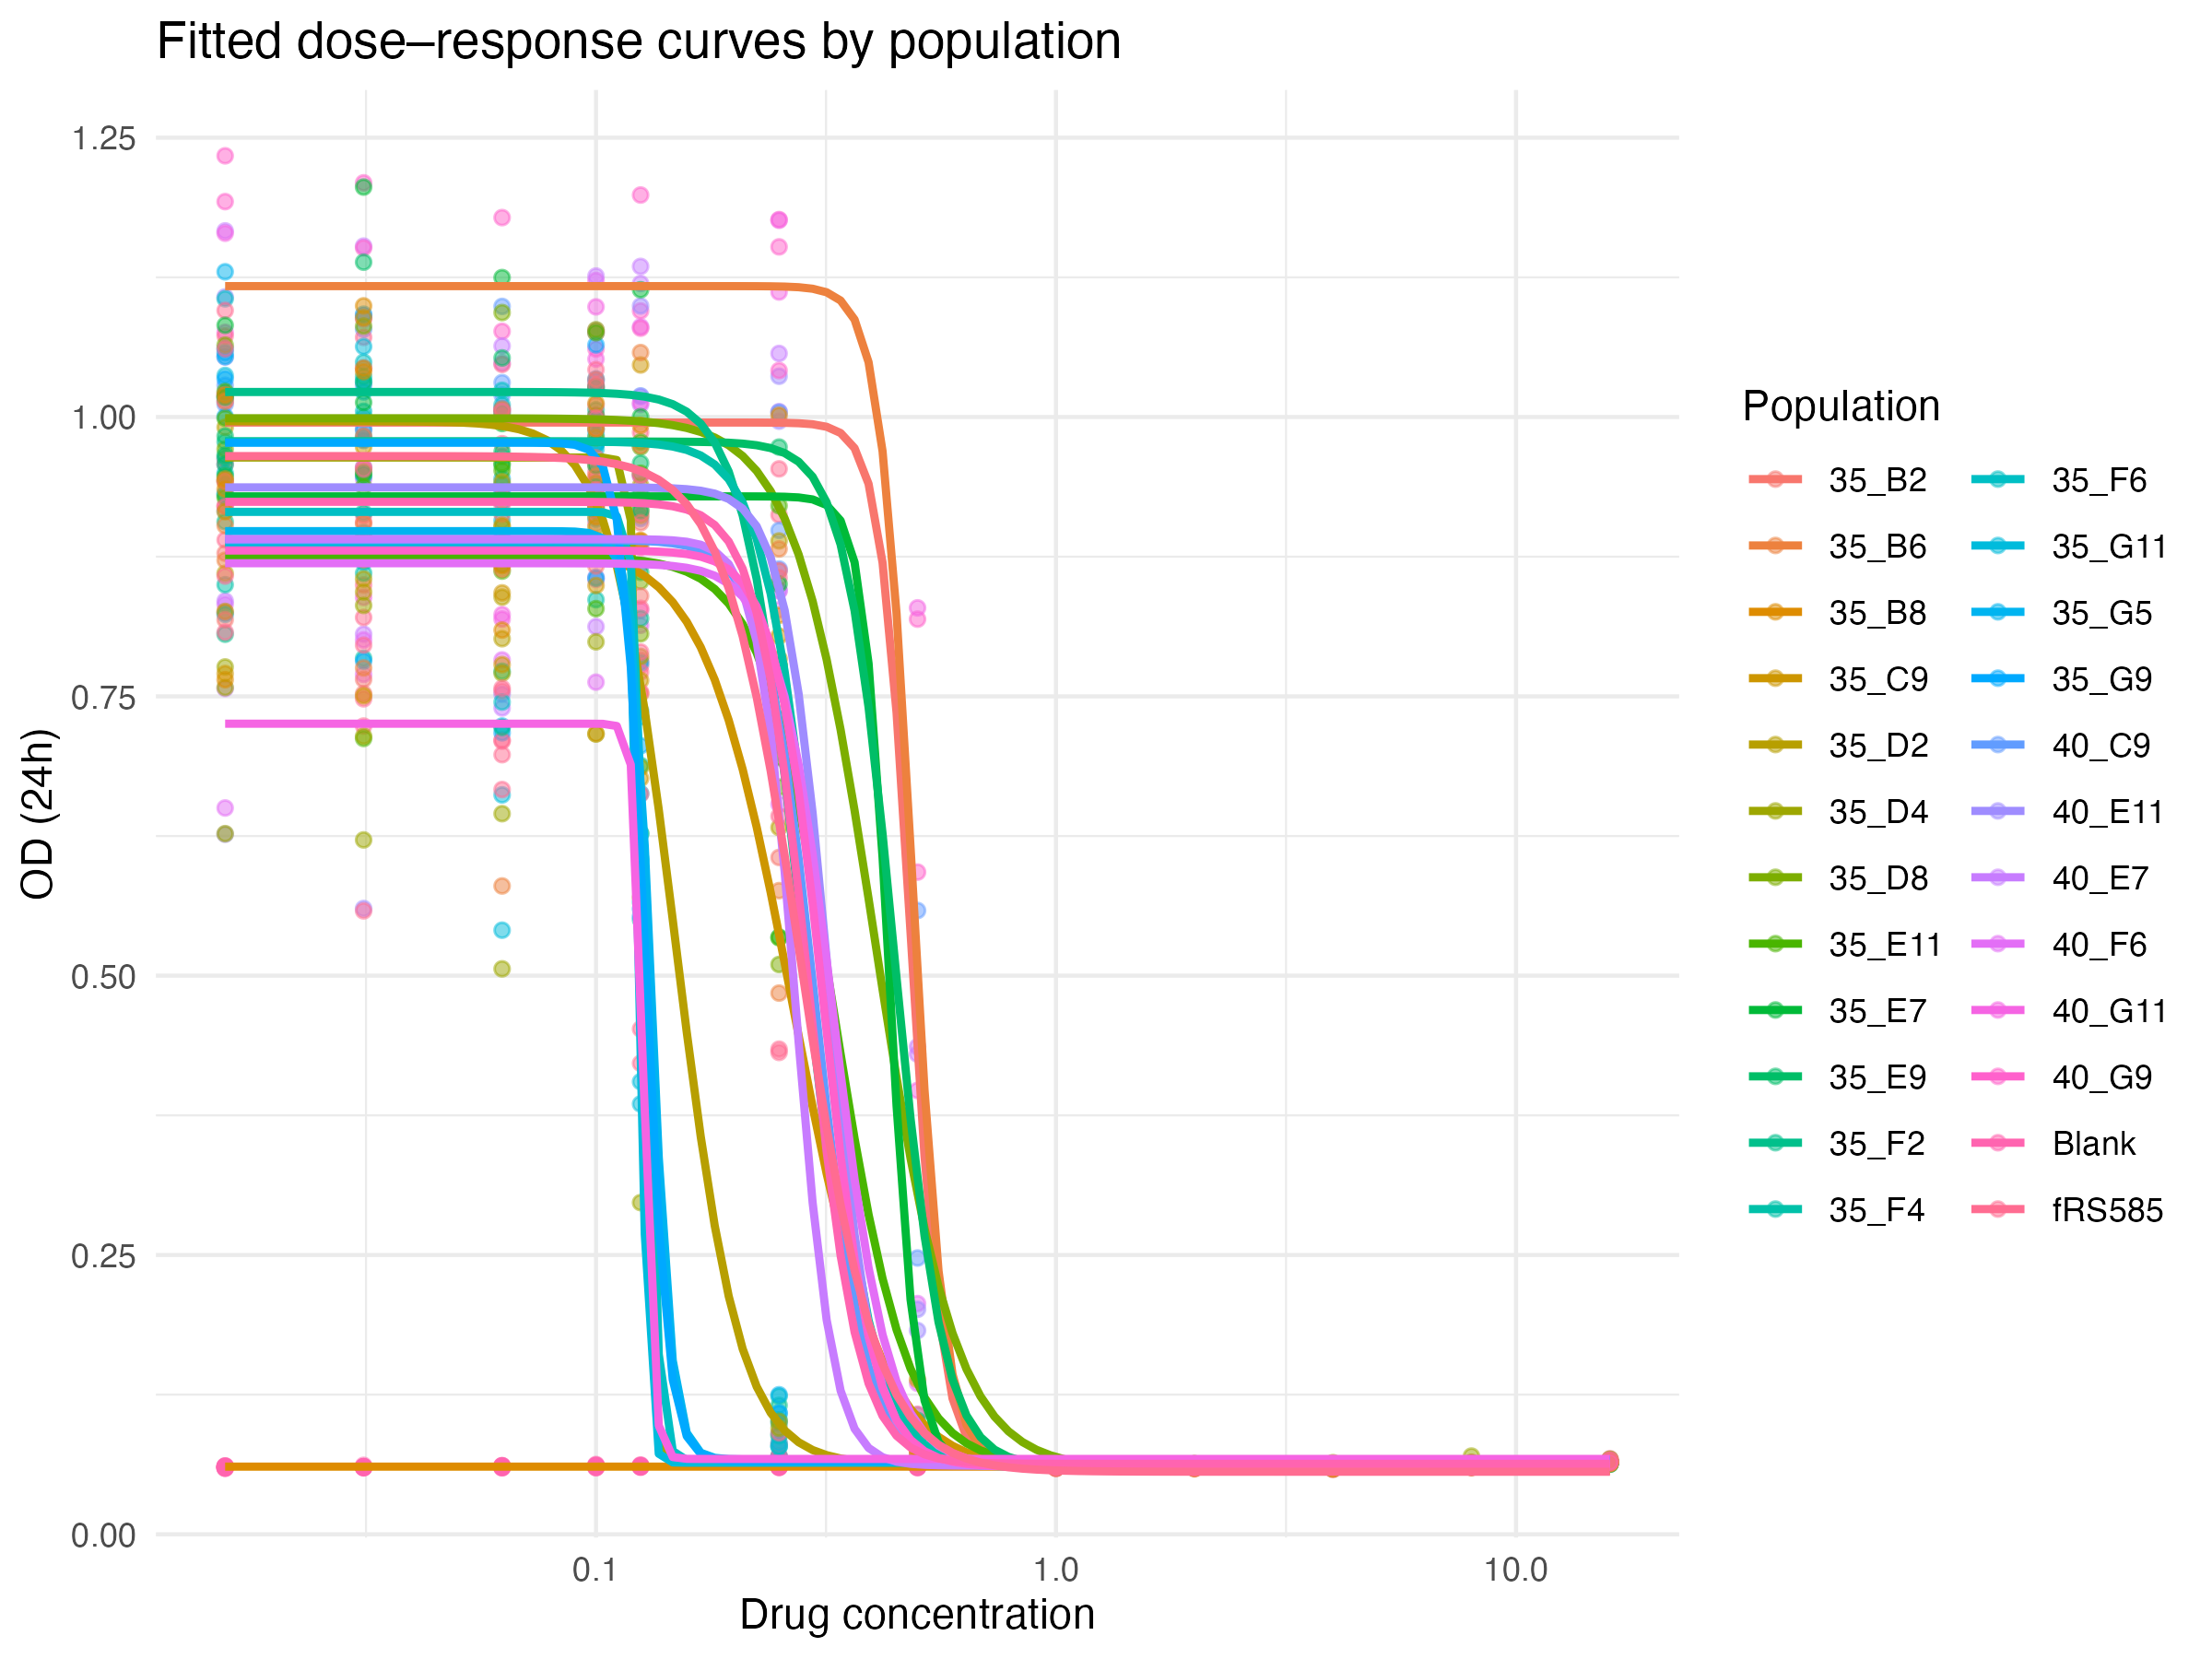 Fitted dose–response curves by population
1.25
1.00
0.75
0.50
0.25
0.00
OD (24h)
0.1
1.0
10.0
Drug concentration
Population
35_B2
35_B6
35_B8
35_C9
35_D2
35_D4
35_D8
35_E11
35_E7
35_E9
35_F2
35_F4
35_F6
35_G11
35_G5
35_G9
40_C9
40_E11
40_E7
40_F6
40_G11
40_G9
Blank
fRS585